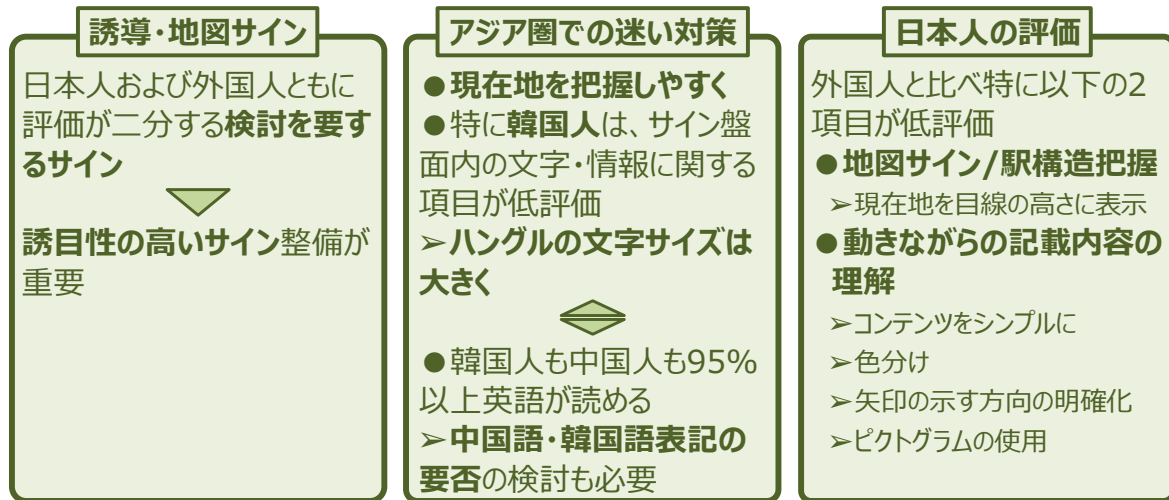 誘導・地図サイン
日本人および外国人ともに
評価が二分する検討を要す
るサイン
誘目性の高いサイン整備が
重要
アジア圏での迷い対策
●現在地を把握しやすく
●特に韓国人は、サイン盤
面内の文字・情報に関する
項目が低評価
➢ハングルの文字サイズは
大きく
●韓国人も中国人も95%
以上英語が読める
➢中国語・韓国語表記の
要否の検討も必要
日本人の評価
外国人と比べ特に以下の2
項目が低評価
●地図サイン/駅構造把握
➢現在地を目線の高さに表示
●動きながらの記載内容の
理解
➢コンテンツをシンプルに
➢色分け
➢矢印の示す方向の明確化
➢ピクトグラムの使用